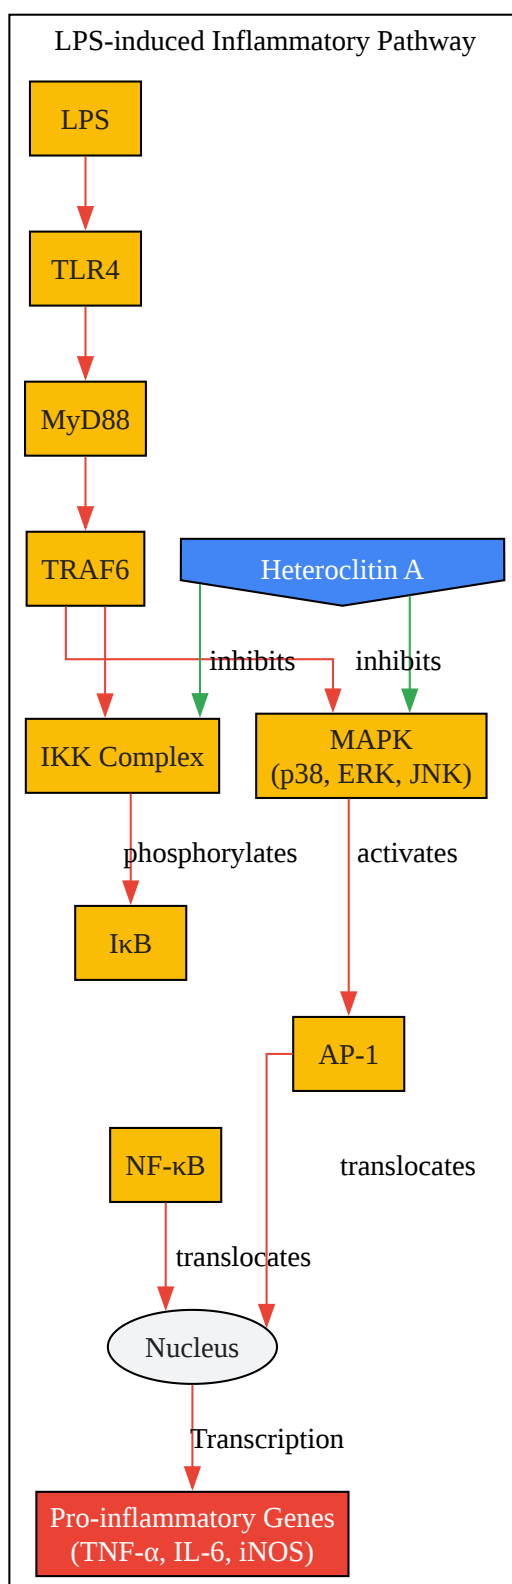 LPS-induced Inflammatory Pathway
LPS
TLR4
MyD88
TRAF6
Heteroclitin A
inhibits
inhibits
IKK Complex
MAPK
(p38, ERK, JNK)
phosphorylates
activates
IκB
AP-1
NF-κB
translocates
translocates
Nucleus
Transcription
Pro-inflammatory Genes
(TNF-α, IL-6, iNOS)